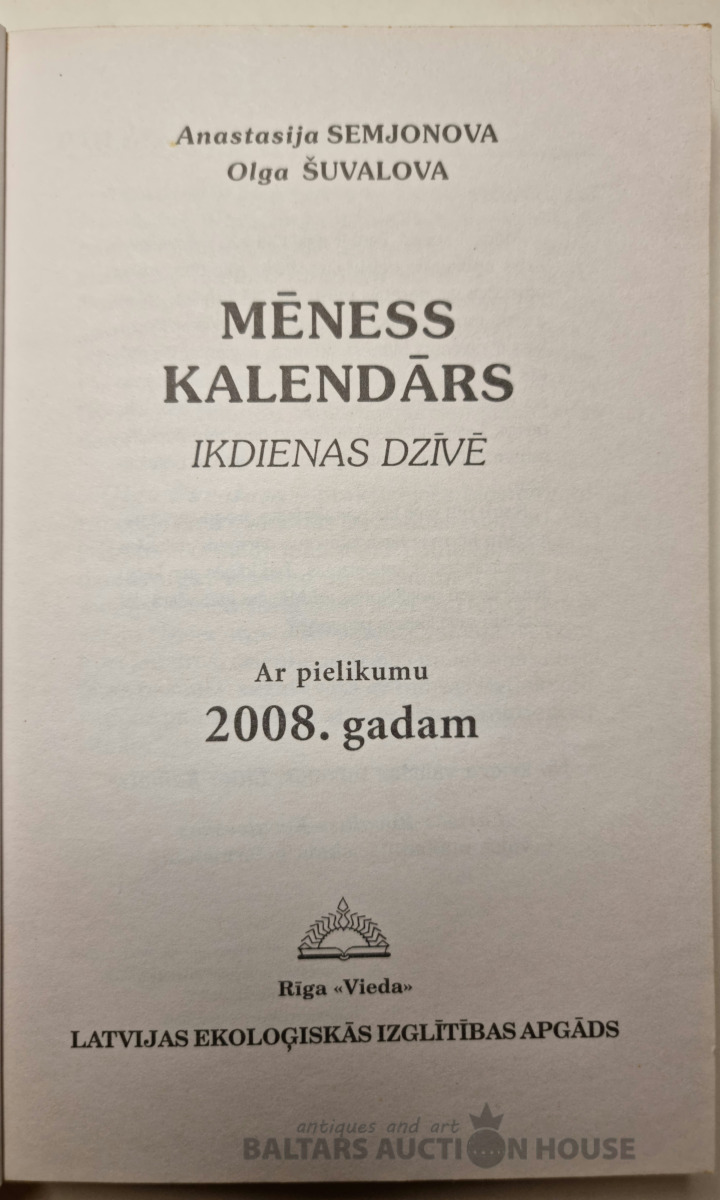 Anastasija SEMJONOVA
Olga ŠUVALOVA
MĒNESS
KALENDĀRS
IKDIENAS DZĪVĒ
Ar pielikumu
2008. gadam
Rīga «Vieda»
LATVIJAS EKOLOĢISKĀS IZGLĪTĪBAS APGĀDS
antiques and art
BALTARS AUCTION HOUSE